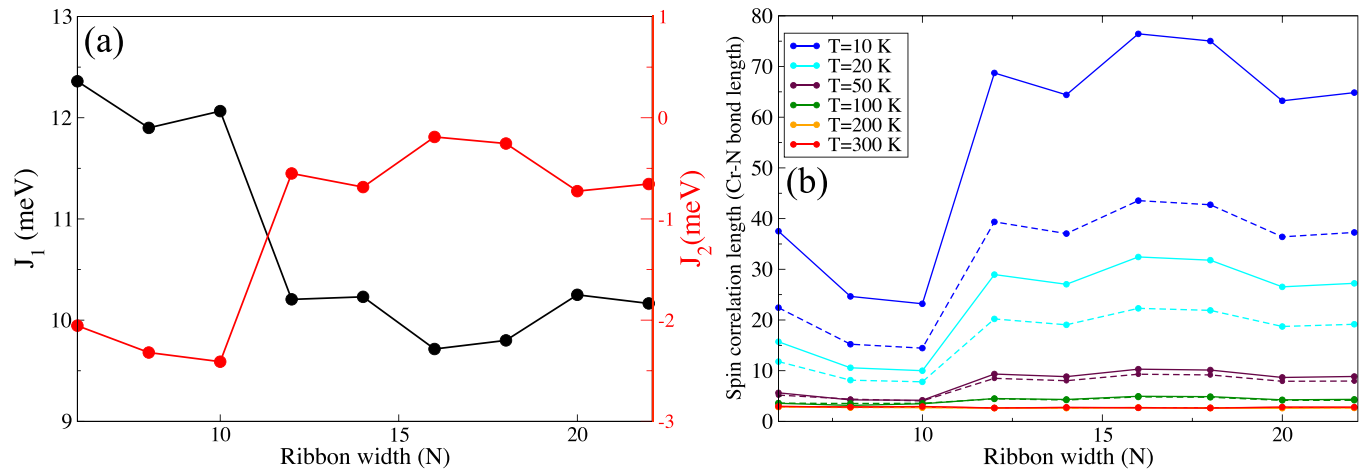 (a)
13
12
11
10
9
J1 (meV)
10
15
20
Ribbon width (N)
1
0
-1
-2
-3
J2(meV)
(b)
80
70
60
50
40
30
20
10
0
Spin correlation length (Cr-N bond length)
T=10 K
T=20 K
T=50 K
T=100 K
T=200 K
T=300 K
10
15
20
Ribbon width (N)